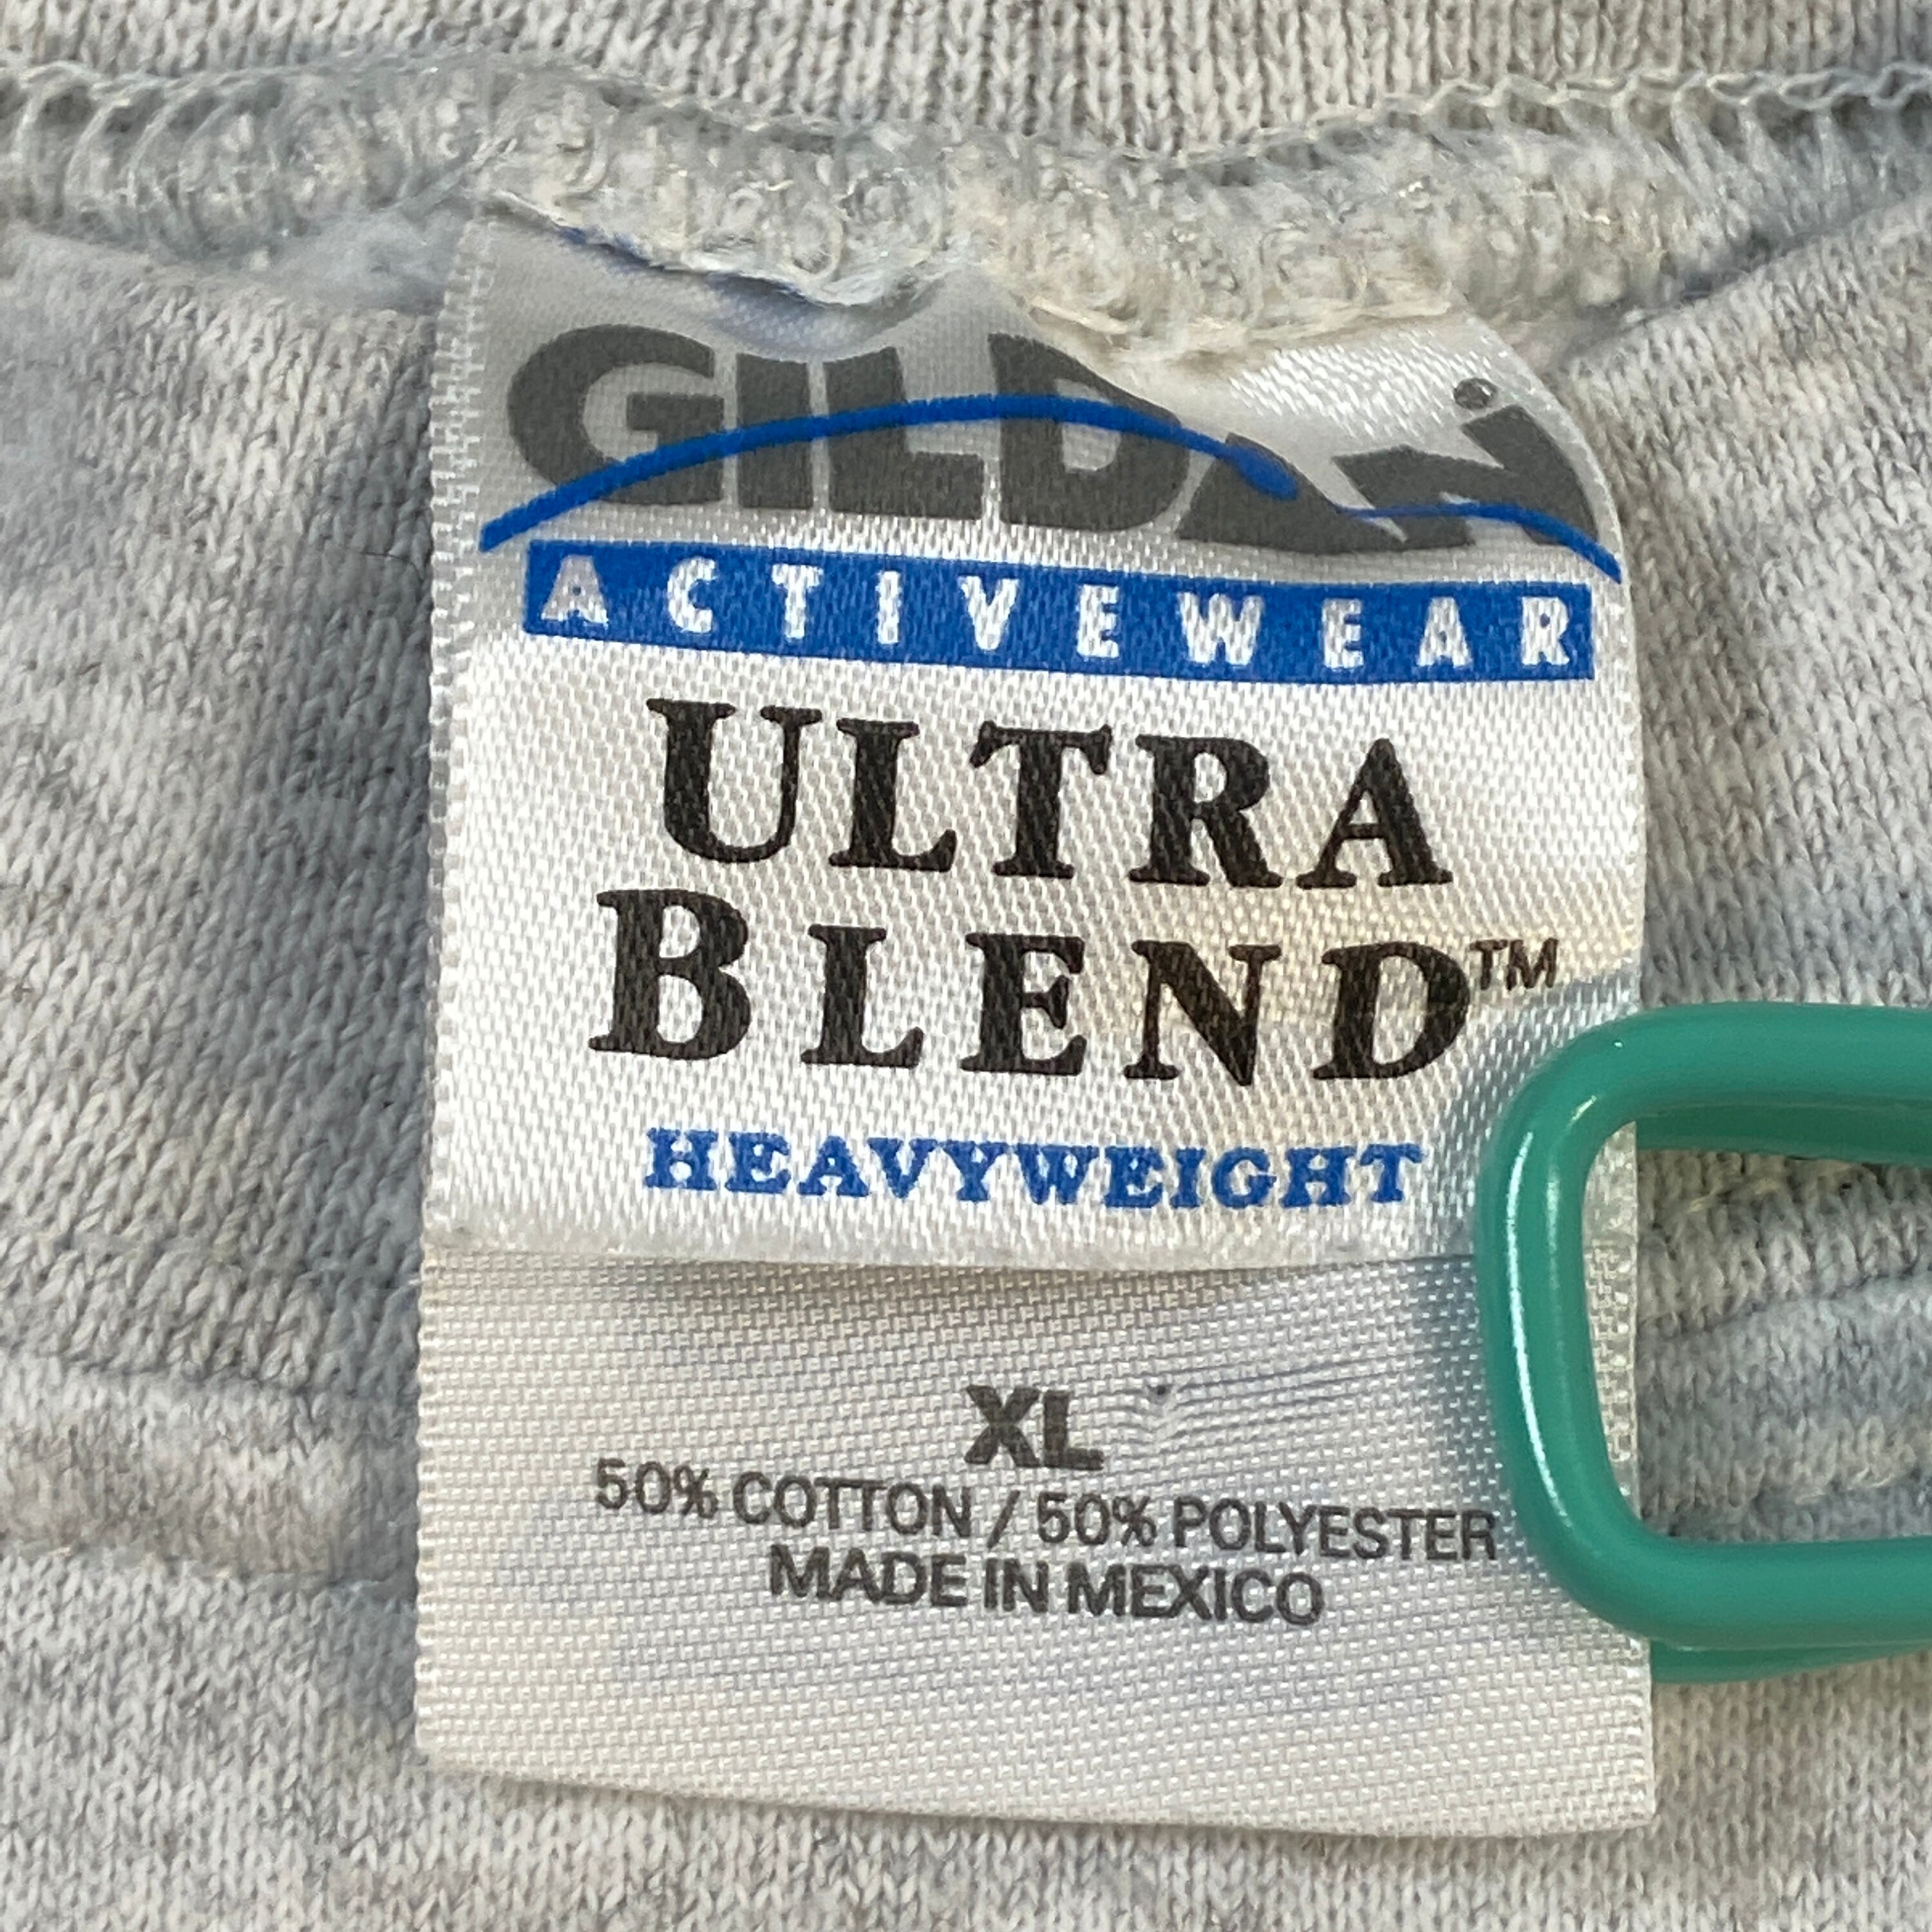 GILDAN
ACTIVEWEAR
ULTRA
BLEND™
HEAVYWEIGHT
XL
50% COTTON / 50% POLYESTER
MADE IN MEXICO